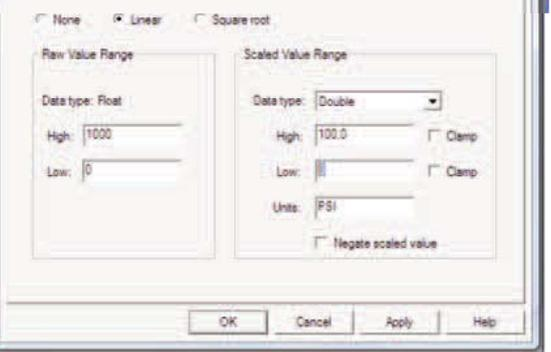 None Linear Square root
Raw Value Range
Data type: Float
High: 1000
Low: 0
Scaled Value Range
Data type: Double
High: 100.0 Clamp
Low: Clamp
Units: PSI
Negate scaled value
OK Cancel Apply Help